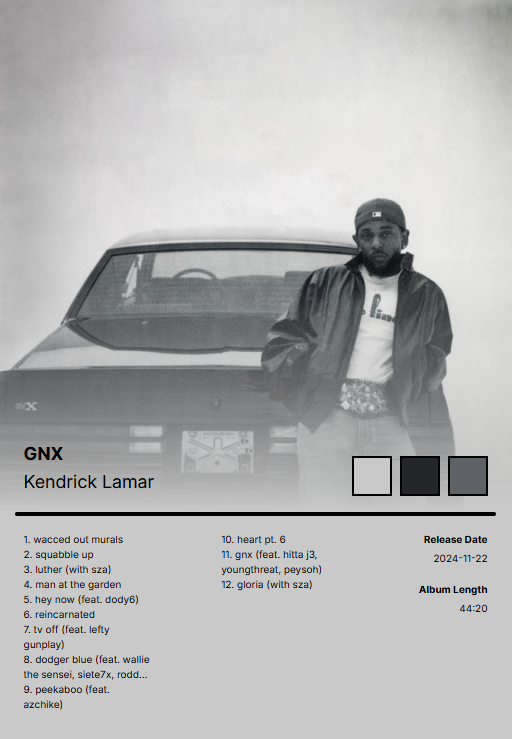 GNX
Kendrick Lamar
1. wacced out murals
2. squabble up
3. luther (with sza)
4. man at the garden
5. hey now (feat. dody6)
6. reincarnated
7. tv off (feat. lefty
gunplay)
8. dodger blue (feat. wallie
the sensei, siete7x, rodd...
9. peekaboo (feat.
azchike)
10. heart pt. 6
11. gnx (feat. hitta j3,
youngthreat, peysoh)
12. gloria (with sza)
Release Date
2024-11-22
Album Length
44:20